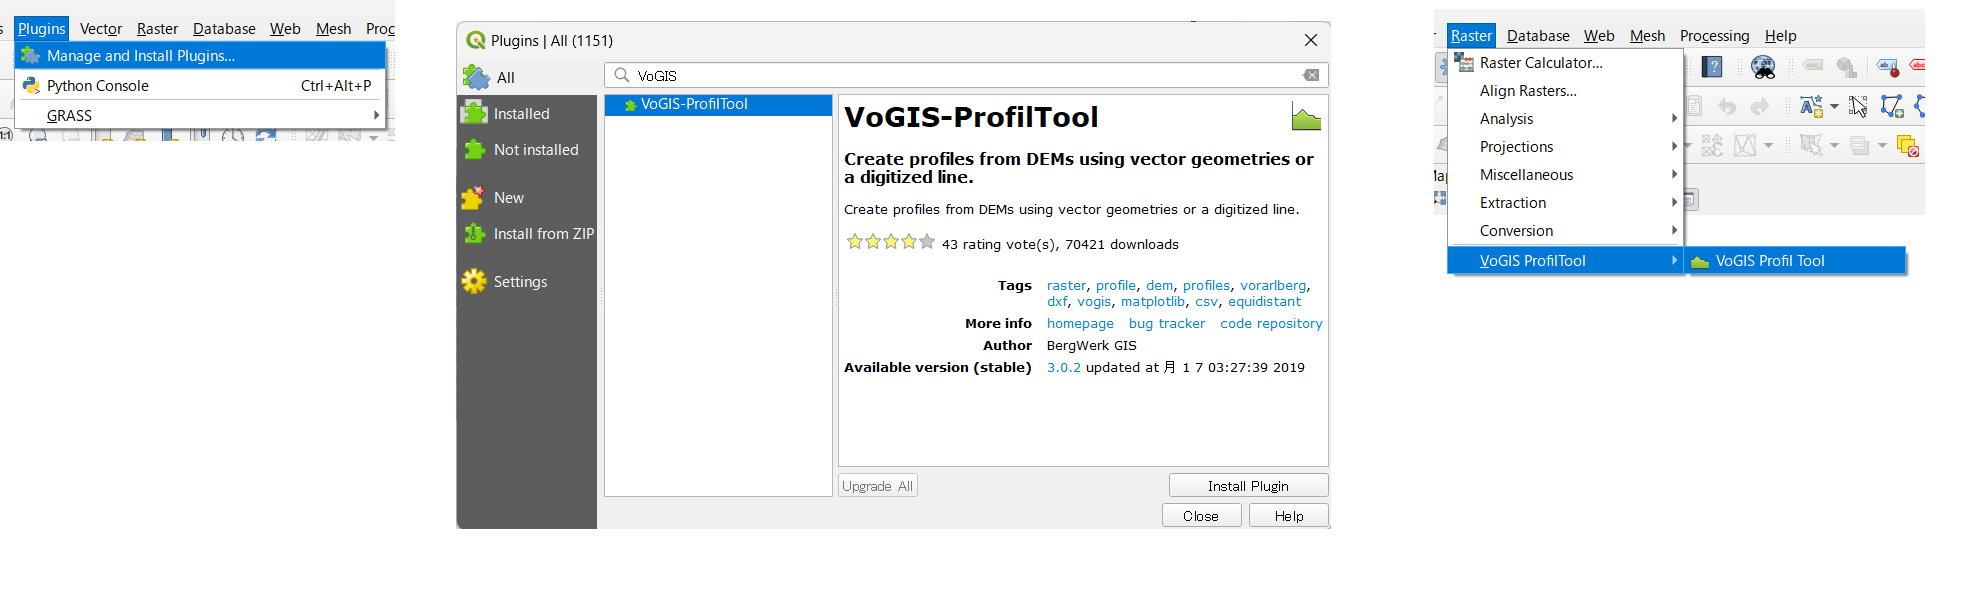 Plugins Vector Raster Database Web Mesh Proc
Manage and Install Plugins...
Python Console Ctrl+Alt+P
GRASS
Plugins | All (1151)
All
VoGIS
Installed
Not installed
New
Install from ZIP
Settings
VoGIS-ProfilTool
VoGIS-ProfilTool
Create profiles from DEMs using vector geometries or
a digitized line.
Create profiles from DEMs using vector geometries or a digitized line.
43 rating vote(s), 70421 downloads
Tags raster, profile, dem, profiles, vorarlberg,
dxf, vogis, matplotlib, csv, equidistant
More info homepage bug tracker code repository
Author BergWerk GIS
Available version (stable) 3.0.2 updated at 月 1 7 03:27:39 2019
Upgrade All
Install Plugin
Close Help
Raster Database Web Mesh Processing Help
Raster Calculator...
Align Rasters...
Analysis
Projections
Miscellaneous
Extraction
Conversion
VoGIS ProfilTool
VoGIS Profil Tool